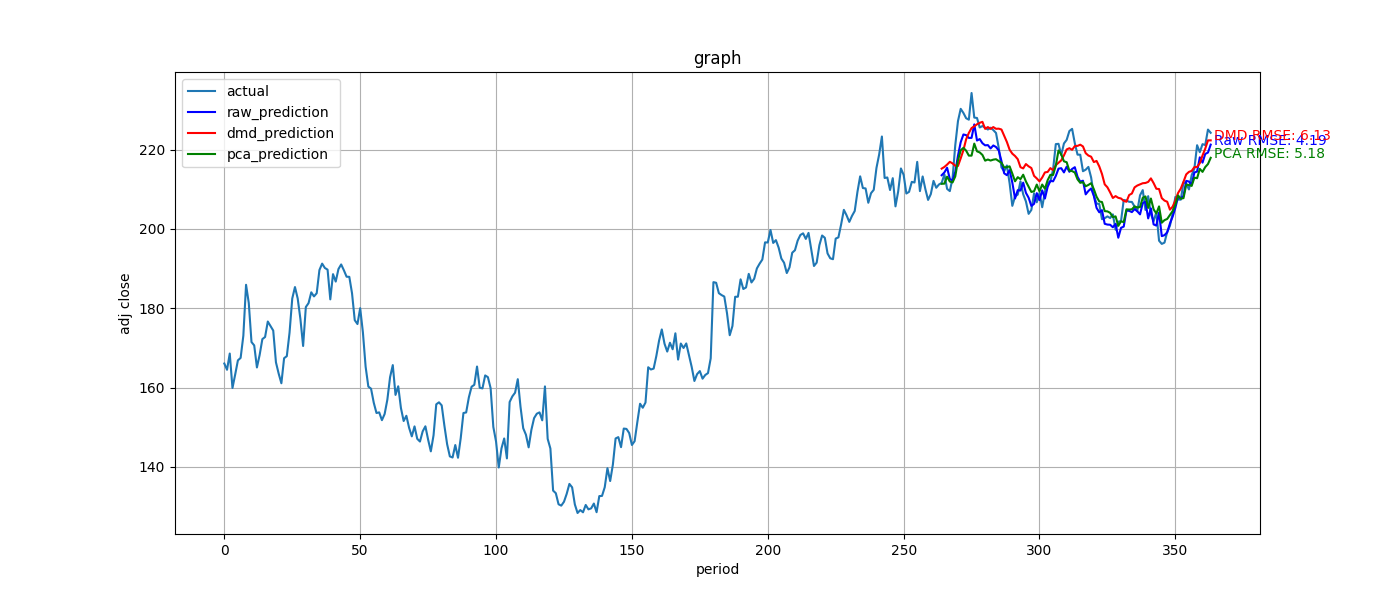 graph
actual
raw_prediction
dmd_prediction
pca_prediction
DMD RMSE: 6.13
Raw RMSE: 4.19
PCA RMSE: 5.18
adj close
220
200
180
160
140
0 50 100 150 200 250 300 350
period